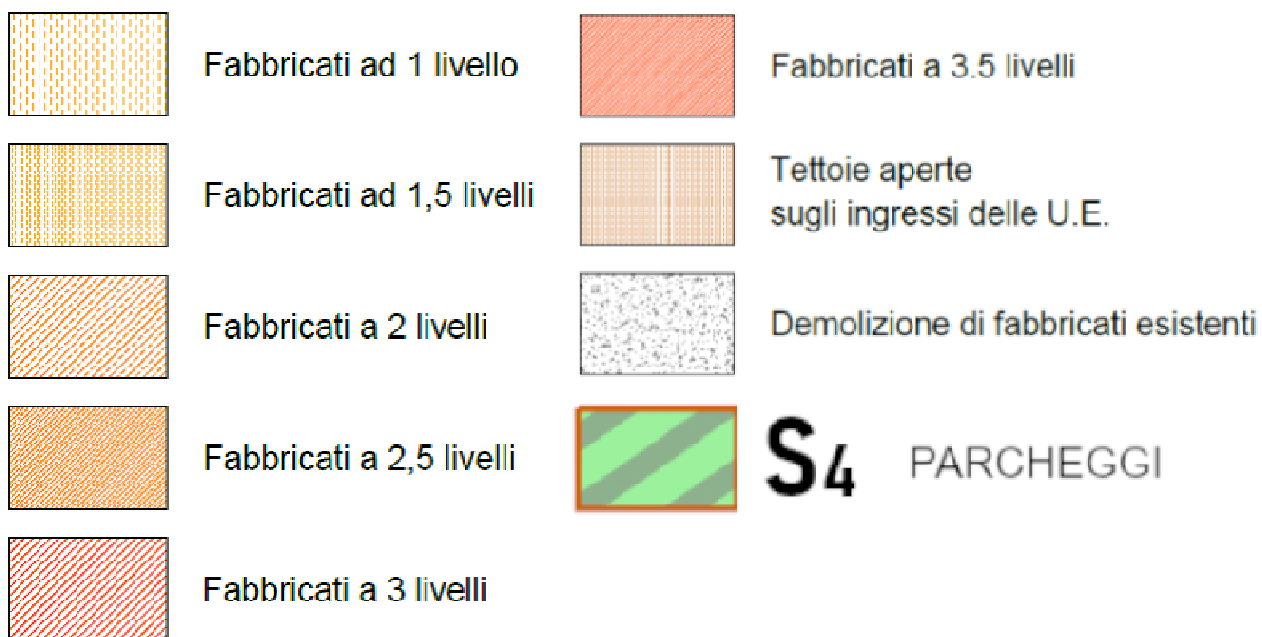 Fabbricati ad 1 livello
Fabbricati ad 1,5 livelli
Fabbricati a 2 livelli
Fabbricati a 2,5 livelli
Fabbricati a 3 livelli
Fabbricati a 3.5 livelli
Tettoie aperte
sugli ingressi delle U.E.
Demolizione di fabbricati esistenti
S4 PARCHEGGI